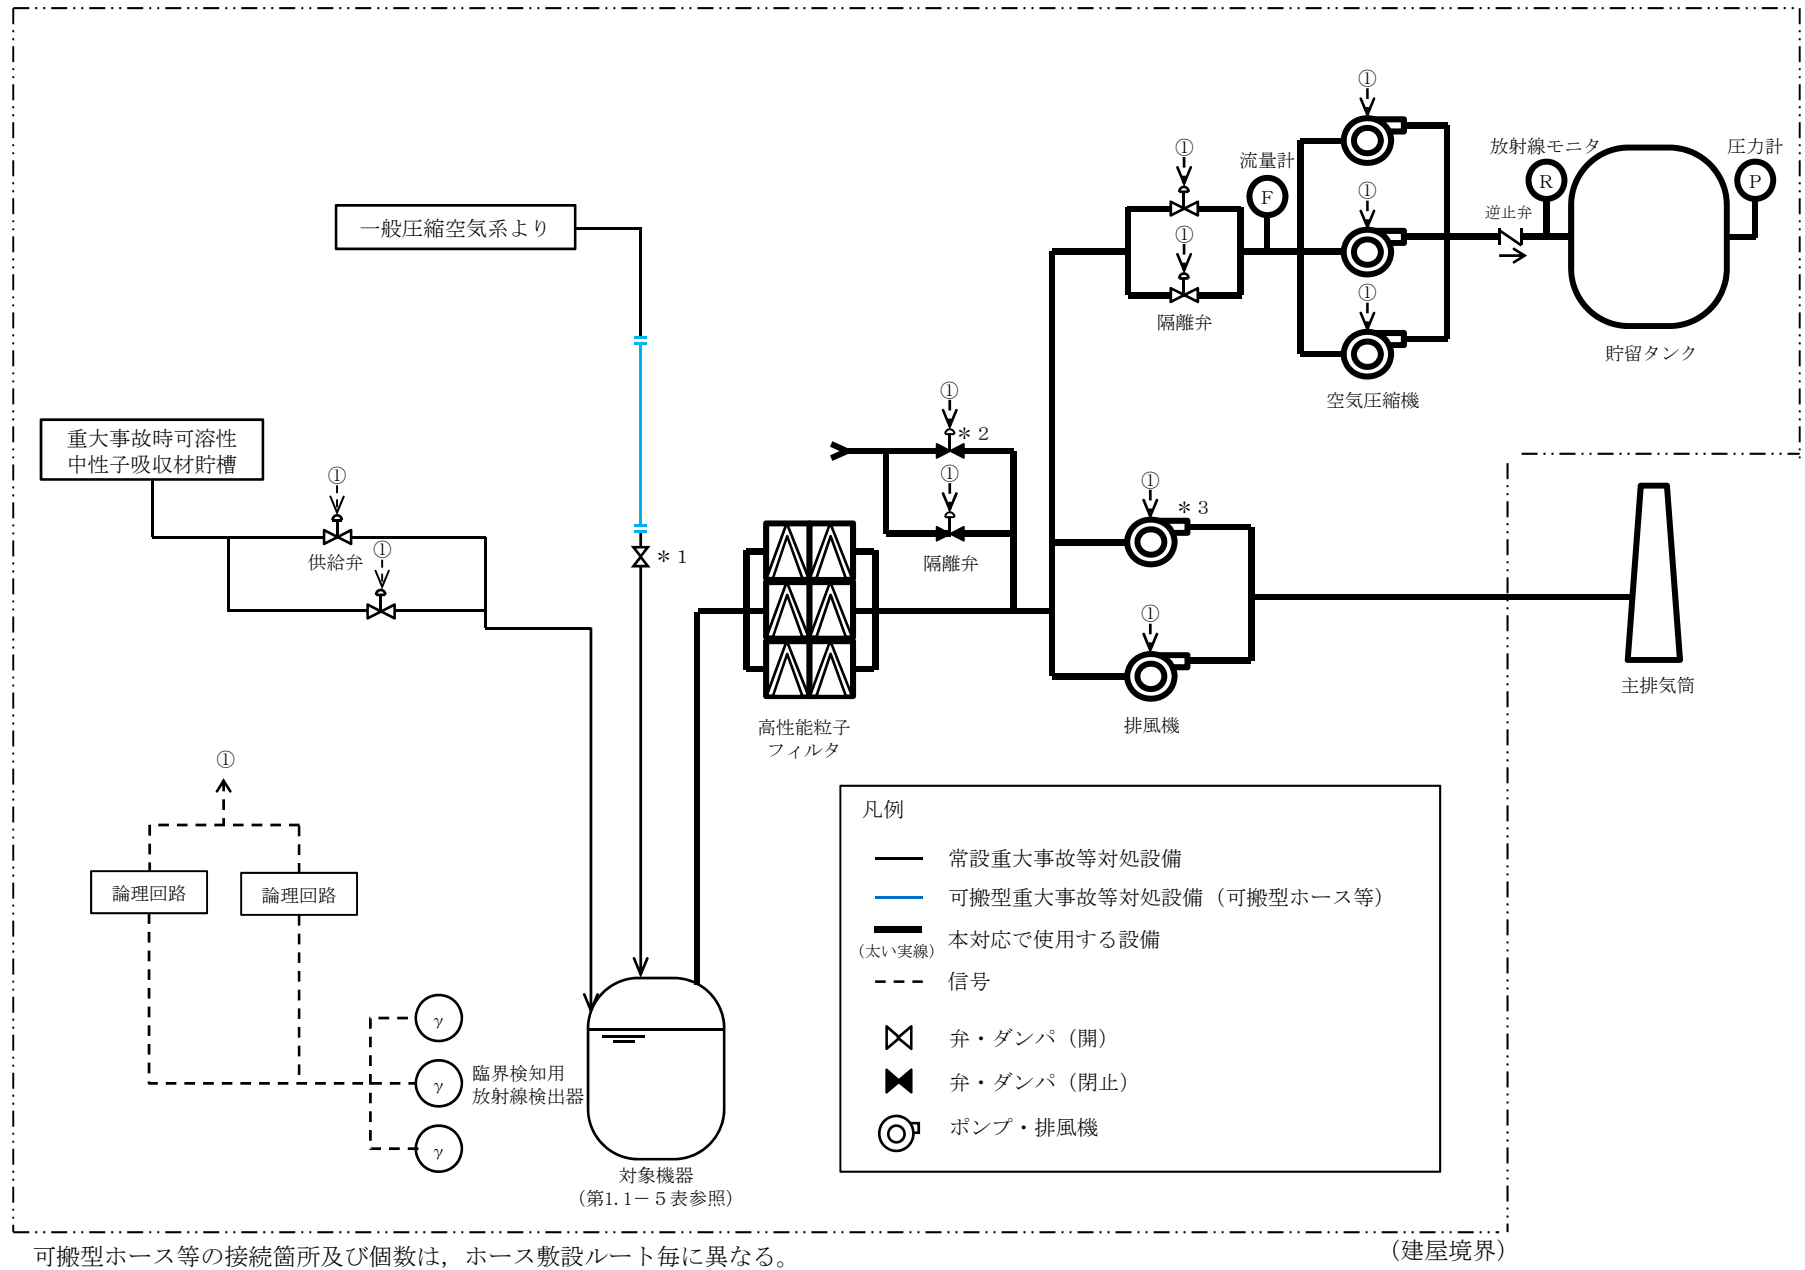 ①
①
放射線モニタ
圧力計
①
流量計
R
P
①
F
逆止弁
一般圧縮空気系より
①
①
隔離弁
貯留タンク
空気圧縮機
①
＊2
重大事故時可溶性
中性子吸収材貯槽
①
①
①
＊3
供給弁
①
＊1
隔離弁
①
主排気筒
高性能粒子
フィルタ
排風機
①
論理回路
論理回路
γ
γ
γ
臨界検知用
放射線検出器
対象機器
（第1.1－5表参照）
凡例
常設重大事故等対処設備
可搬型重大事故等対処設備（可搬型ホース等）
（太い実線）
本対応で使用する設備
信号
弁・ダンパ（開）
弁・ダンパ（閉止）
ポンプ・排風機
（建屋境界）
可搬型ホース等の接続箇所及び個数は，ホース敷設ルート毎に異なる。